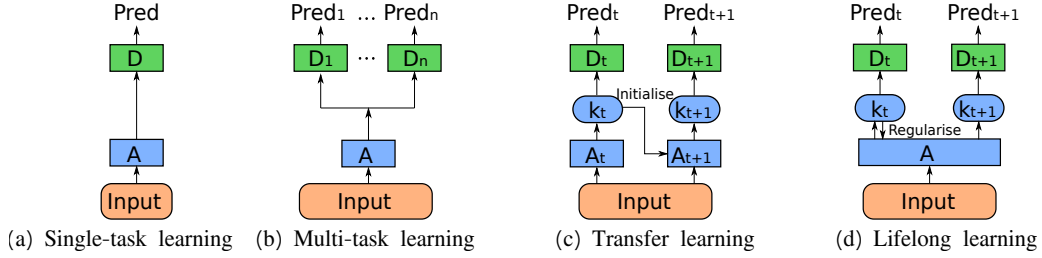 Pred
D
A
Input
(a) Single-task learning
Pred1 ... Predn
D1 ... Dn
A
Input
(b) Multi-task learning
Predt Predt+1
Dt Dt+1
Initialise
kt kt+1
At At+1
Input
(c) Transfer learning
Predt Predt+1
Dt Dt+1
kt kt+1
Regularise
A
Input
(d) Lifelong learning